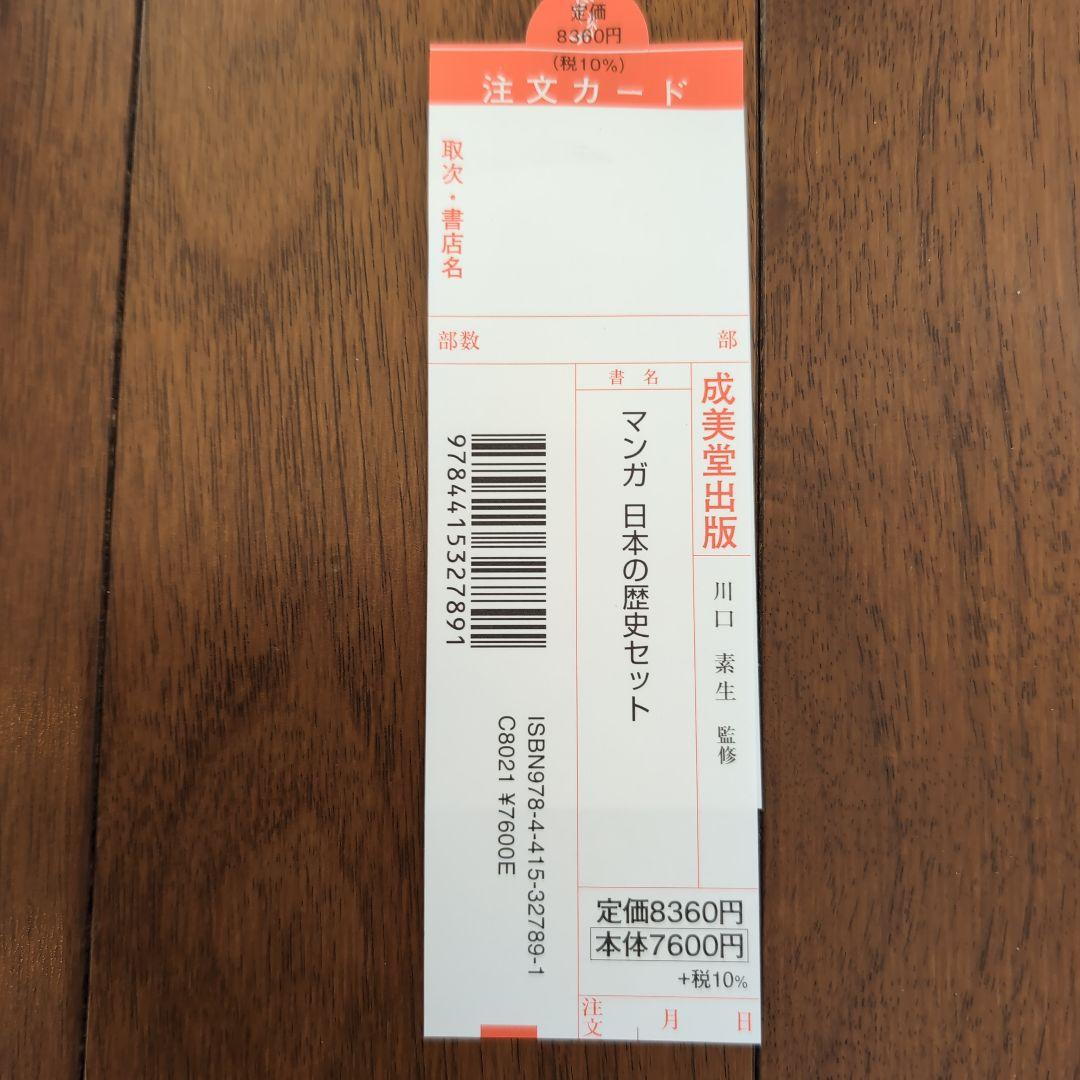 定価
8360円
(税10%)
注文カード
取次・書店名
部数 部
成美堂出版
川口 素生 監修
書名
マンガ 日本の歴史セット
9784415327891
ISBN978-4-415-32789-1
C8021 ¥7600E
定価8360円
本体7600円
+税10%
注文 月 日